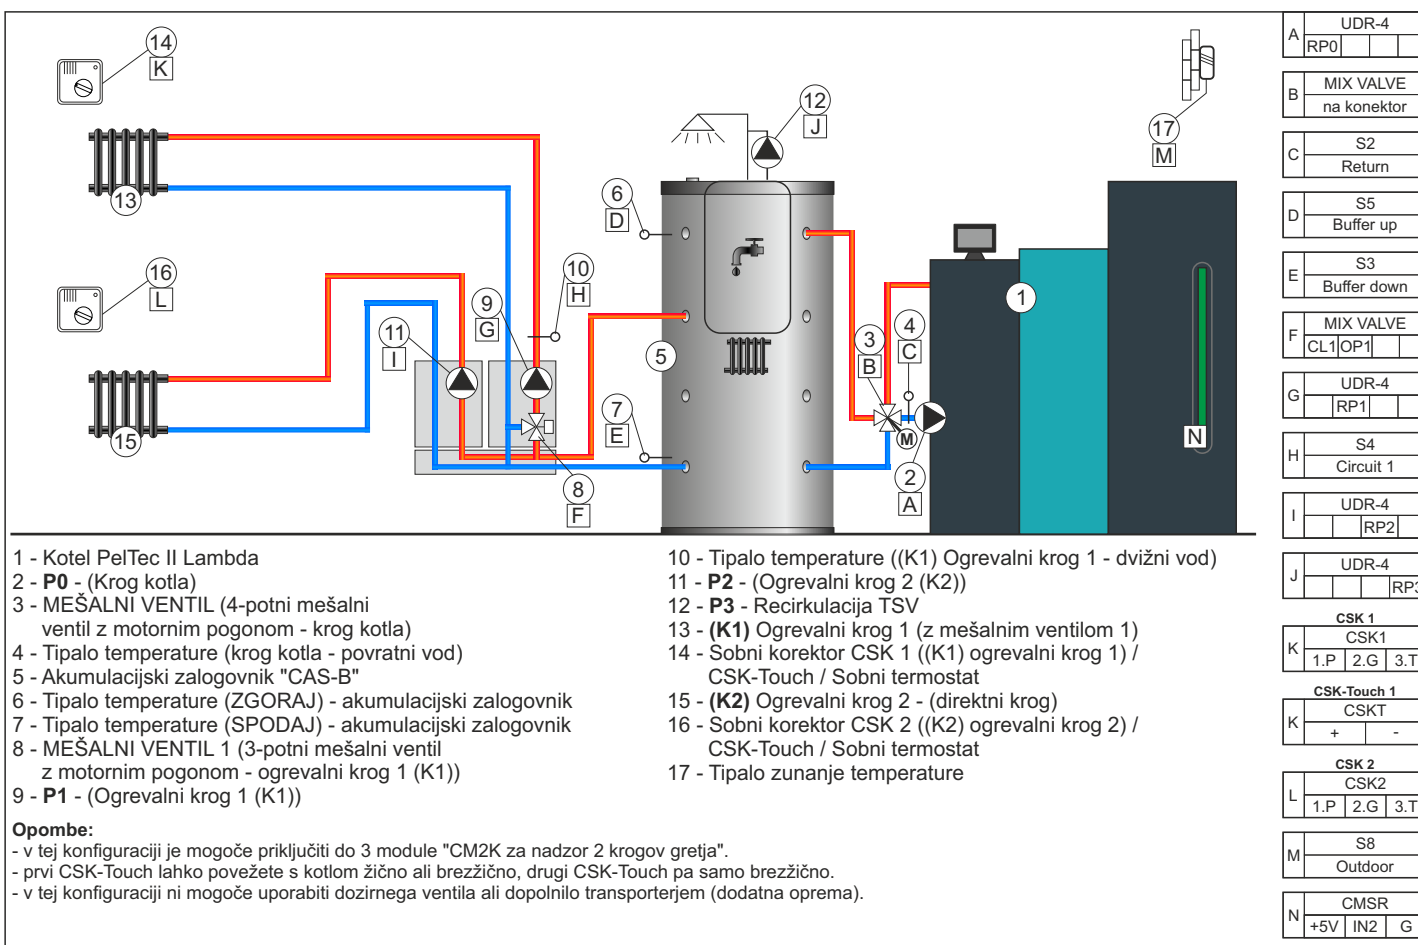 14
K
13
16
L
15
11
I
9
G
10
H
8
F
6
D
7
E
5
12
J
3
B
4
C
M
2
A
1
17
M
N
1 - Kotel PelTec II Lambda
2 - P0 - (Krog kotla)
3 - MEŠALNI VENTIL (4-potni mešalni
ventil z motornim pogonom - krog kotla)
4 - Tipalo temperature (krog kotla - povratni vod)
5 - Akumulacijski zalogovnik "CAS-B"
6 - Tipalo temperature (ZGORAJ) - akumulacijski zalogovnik
7 - Tipalo temperature (SPODAJ) - akumulacijski zalogovnik
8 - MEŠALNI VENTIL 1 (3-potni mešalni ventil
z motornim pogonom - ogrevalni krog 1 (K1))
9 - P1 - (Ogrevalni krog 1 (K1))
10 - Tipalo temperature ((K1) Ogrevalni krog 1 - dvižni vod)
11 - P2 - (Ogrevalni krog 2 (K2))
12 - P3 - Recirkulacija TSV
13 - (K1) Ogrevalni krog 1 (z mešalnim ventilom 1)
14 - Sobni korektor CSK 1 ((K1) ogrevalni krog 1) /
CSK-Touch / Sobni termostat
15 - (K2) Ogrevalni krog 2 - (direktni krog)
16 - Sobni korektor CSK 2 ((K2) ogrevalni krog 2) /
CSK-Touch / Sobni termostat
17 - Tipalo zunanje temperature
Opombe:
- v tej konfiguraciji je mogoče priključiti do 3 module "CM2K za nadzor 2 krogov gretja".
- prvi CSK-Touch lahko povežete s kotlom žično ali brezžično, drugi CSK-Touch pa samo brezžično.
- v tej konfiguraciji ni mogoče uporabiti dozirnega ventila ali dopolnilo transporterjem (dodatna oprema).
A UDR-4
RP0
B MIX VALVE
na konektor
C S2
Return
D S5
Buffer up
E S3
Buffer down
F MIX VALVE
CL1 OP1
G UDR-4
RP1
H S4
Circuit 1
I UDR-4
RP2
J UDR-4
RP3
CSK 1
K CSK1
1.P 2.G 3.T
CSK-Touch 1
K CSKT
+ -
CSK 2
L CSK2
1.P 2.G 3.T
M S8
Outdoor
N CMSR
+5V IN2 G